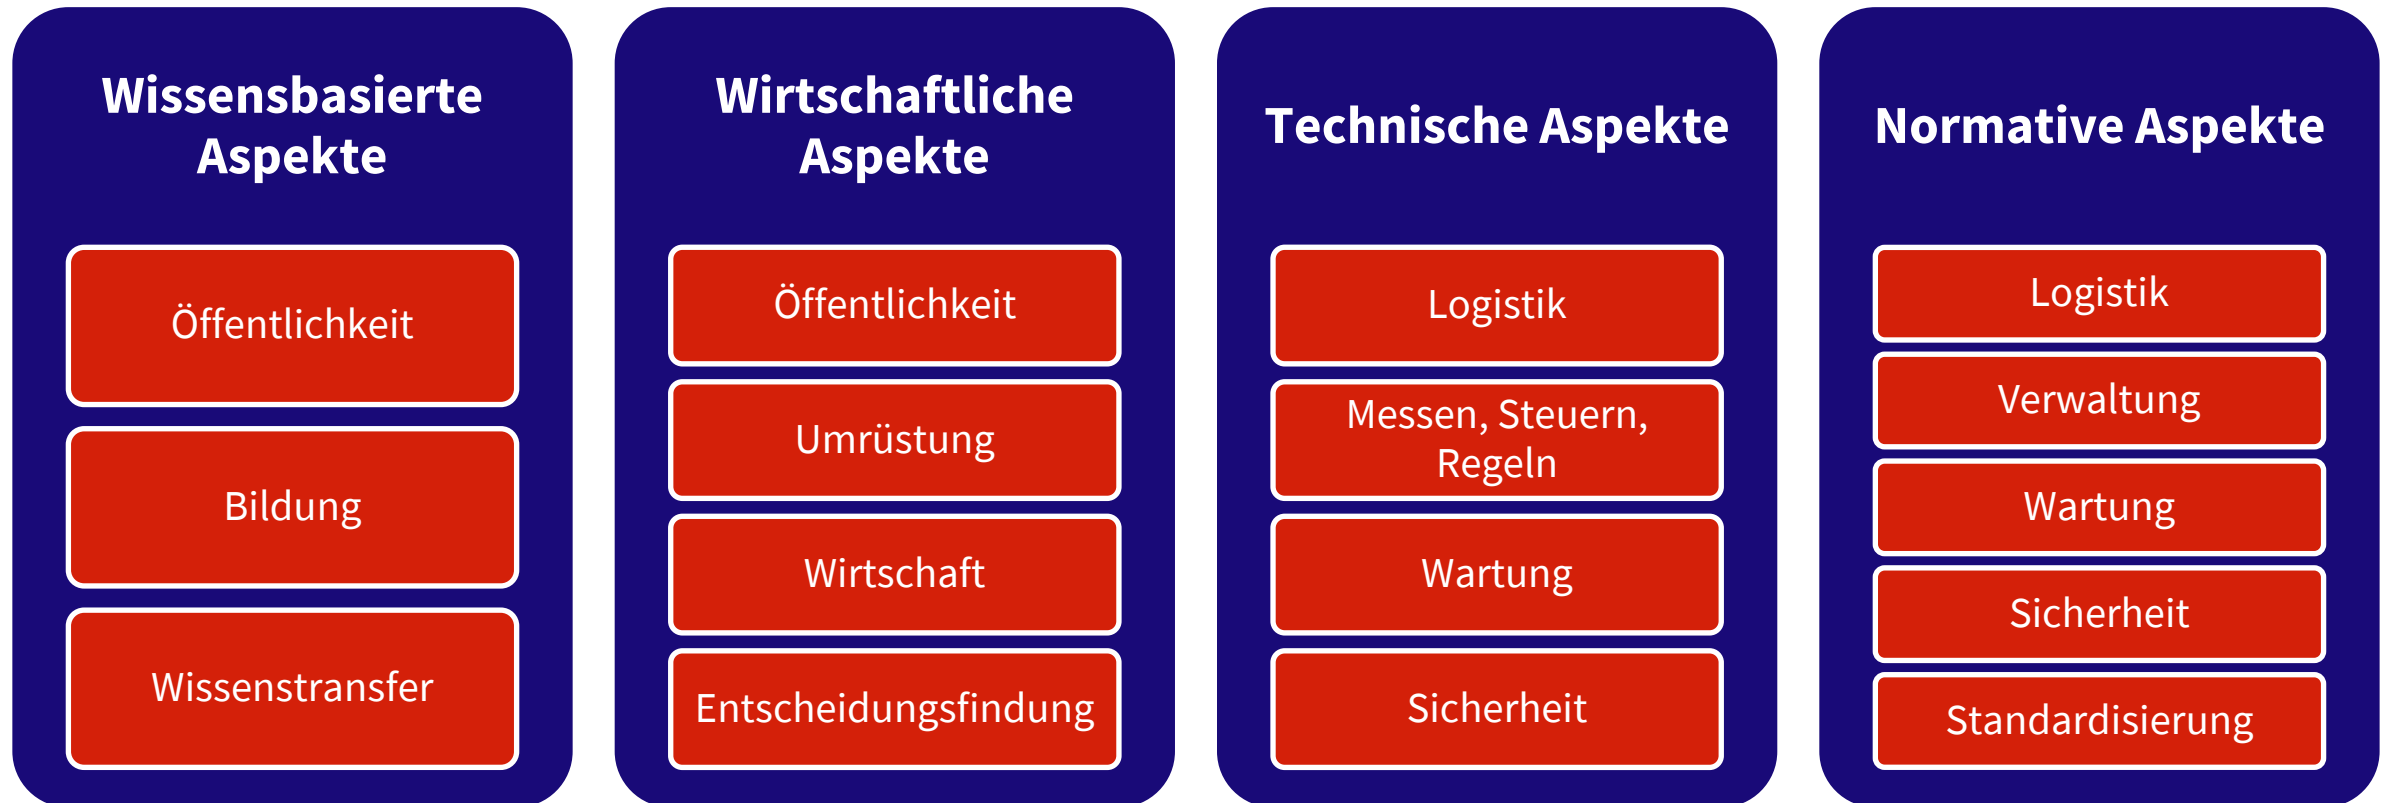 Wissensbasierte
Aspekte
Öffentlichkeit
Bildung
Wissenstransfer
Wirtschaftliche
Aspekte
Öffentlichkeit
Umrüstung
Wirtschaft
Entscheidungsfindung
Technische Aspekte
Logistik
Messen, Steuern,
Regeln
Wartung
Sicherheit
Normative Aspekte
Logistik
Verwaltung
Wartung
Sicherheit
Standardisierung